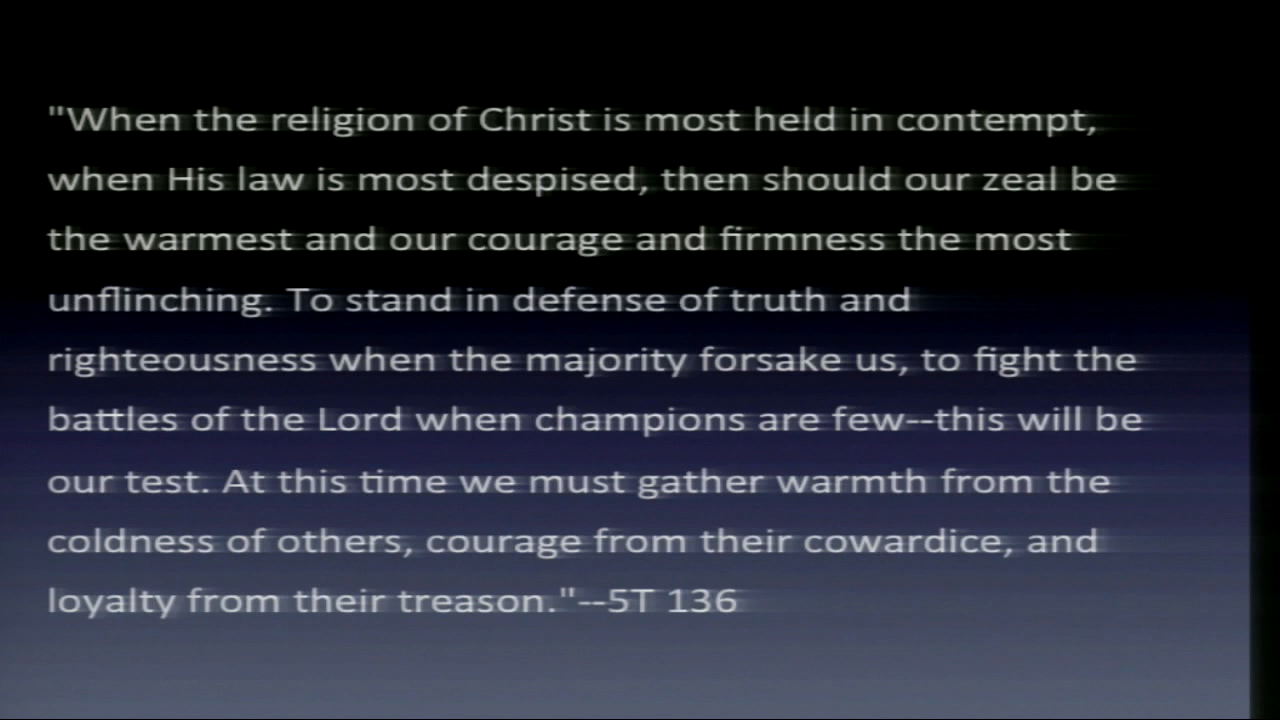 "When the religion of Christ is most held in contempt,
when His law is most despised, then should our zeal be
the warmest and our courage and firmness the most
unflinching. To stand in defense of truth and
righteousness when the majority forsake us, to fight the
battles of the Lord when champions are few--this will be
our test. At this time we must gather warmth from the
coldness of others, courage from their cowardice, and
loyalty from their treason."--5T 136